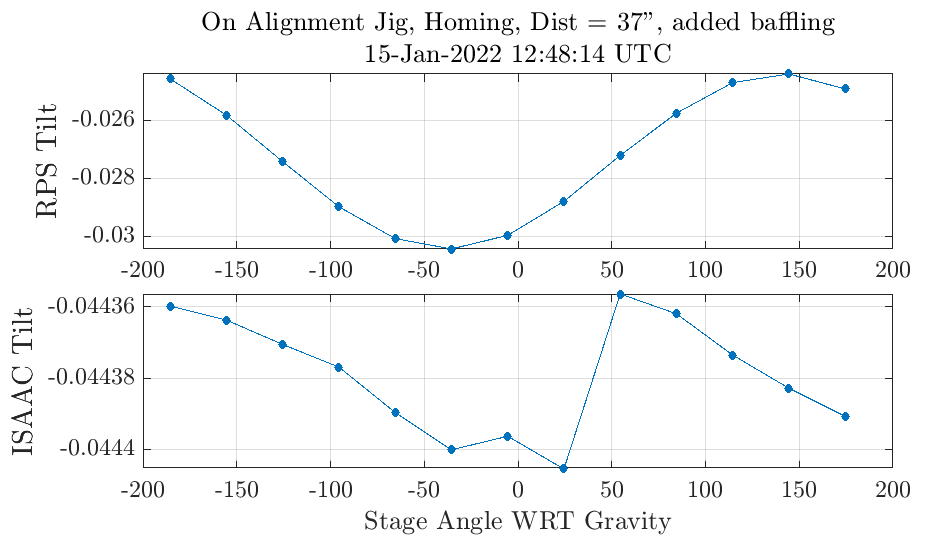 On Alignment Jig, Homing, Dist = 37”, added baffling
15-Jan-2022 12:48:14 UTC
RPS Tilt
-0.026
-0.028
-0.03
-200 -150 -100 -50 0 50 100 150 200
ISAAC Tilt
-0.04436
-0.04438
-0.0444
-200 -150 -100 -50 0 50 100 150 200
Stage Angle WRT Gravity